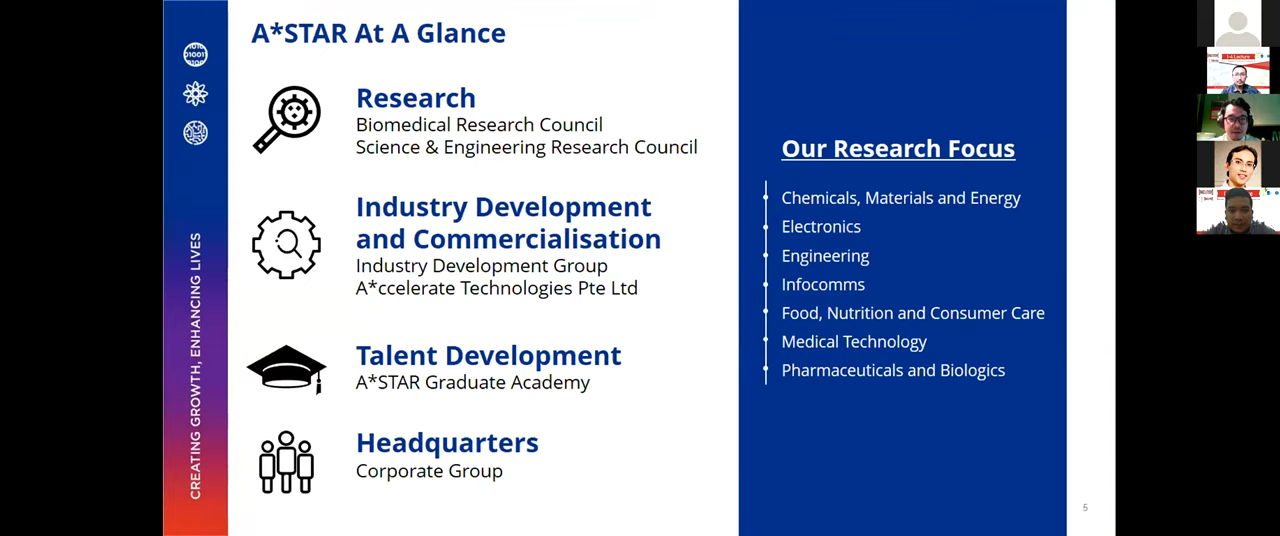 A*STAR At A Glance
Research
Biomedical Research Council
Science & Engineering Research Council
Industry Development
and Commercialisation
Industry Development Group
A*ccelerate Technologies Pte Ltd
Talent Development
A*STAR Graduate Academy
Headquarters
Corporate Group
CREATING GROWTH, ENHANCING LIVES
Our Research Focus
Chemicals, Materials and Energy
Electronics
Engineering
Infocomms
Food, Nutrition and Consumer Care
Medical Technology
Pharmaceuticals and Biologics
5